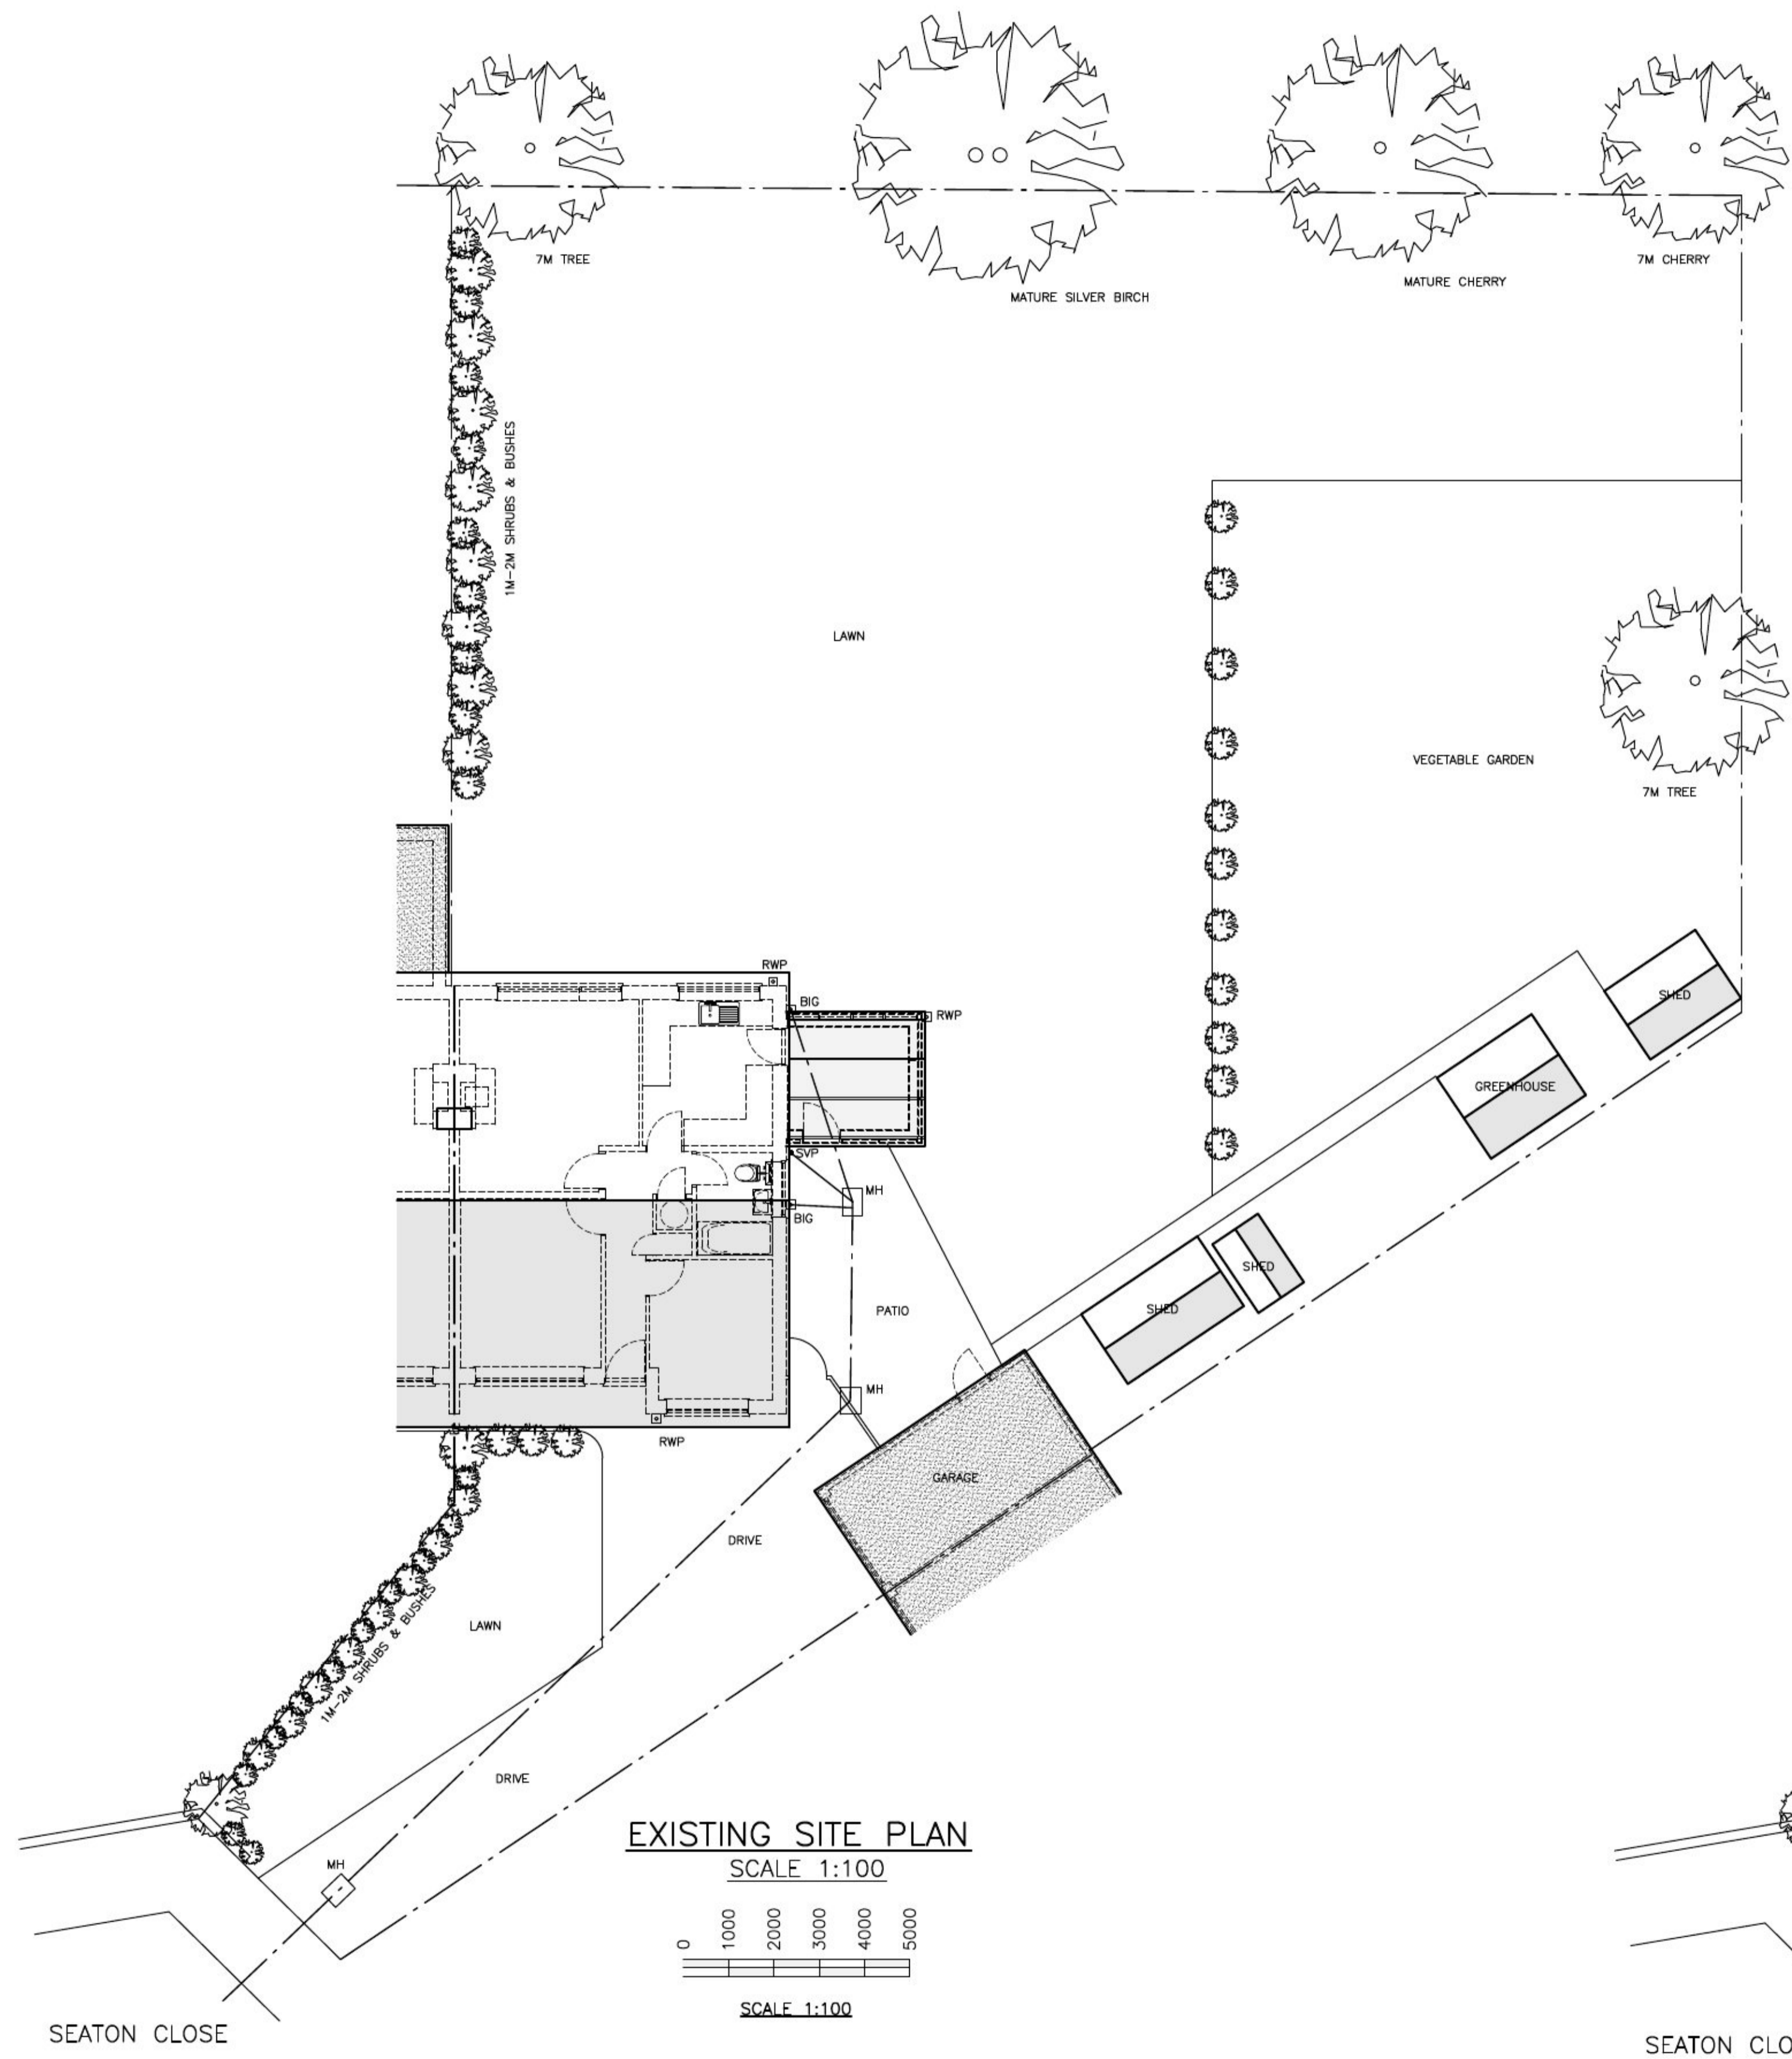 7M TREE
MATURE SILVER BIRCH
MATURE CHERRY
7M CHERRY
1M-2M SHRUBS & BUSHES
LAWN
VEGETABLE GARDEN
7M TREE
RWP
BIG
RWP
SHED
GREENHOUSE
SVP
MH
BIG
SHED
SHED
PATIO
MH
RWP
GARAGE
DRIVE
LAWN
1M-2M SHRUBS & BUSHES
DRIVE
MH
EXISTING SITE PLAN
SCALE 1:100
0 1000 2000 3000 4000 5000
SCALE 1:100
SEATON CLOSE
SEATON CLO